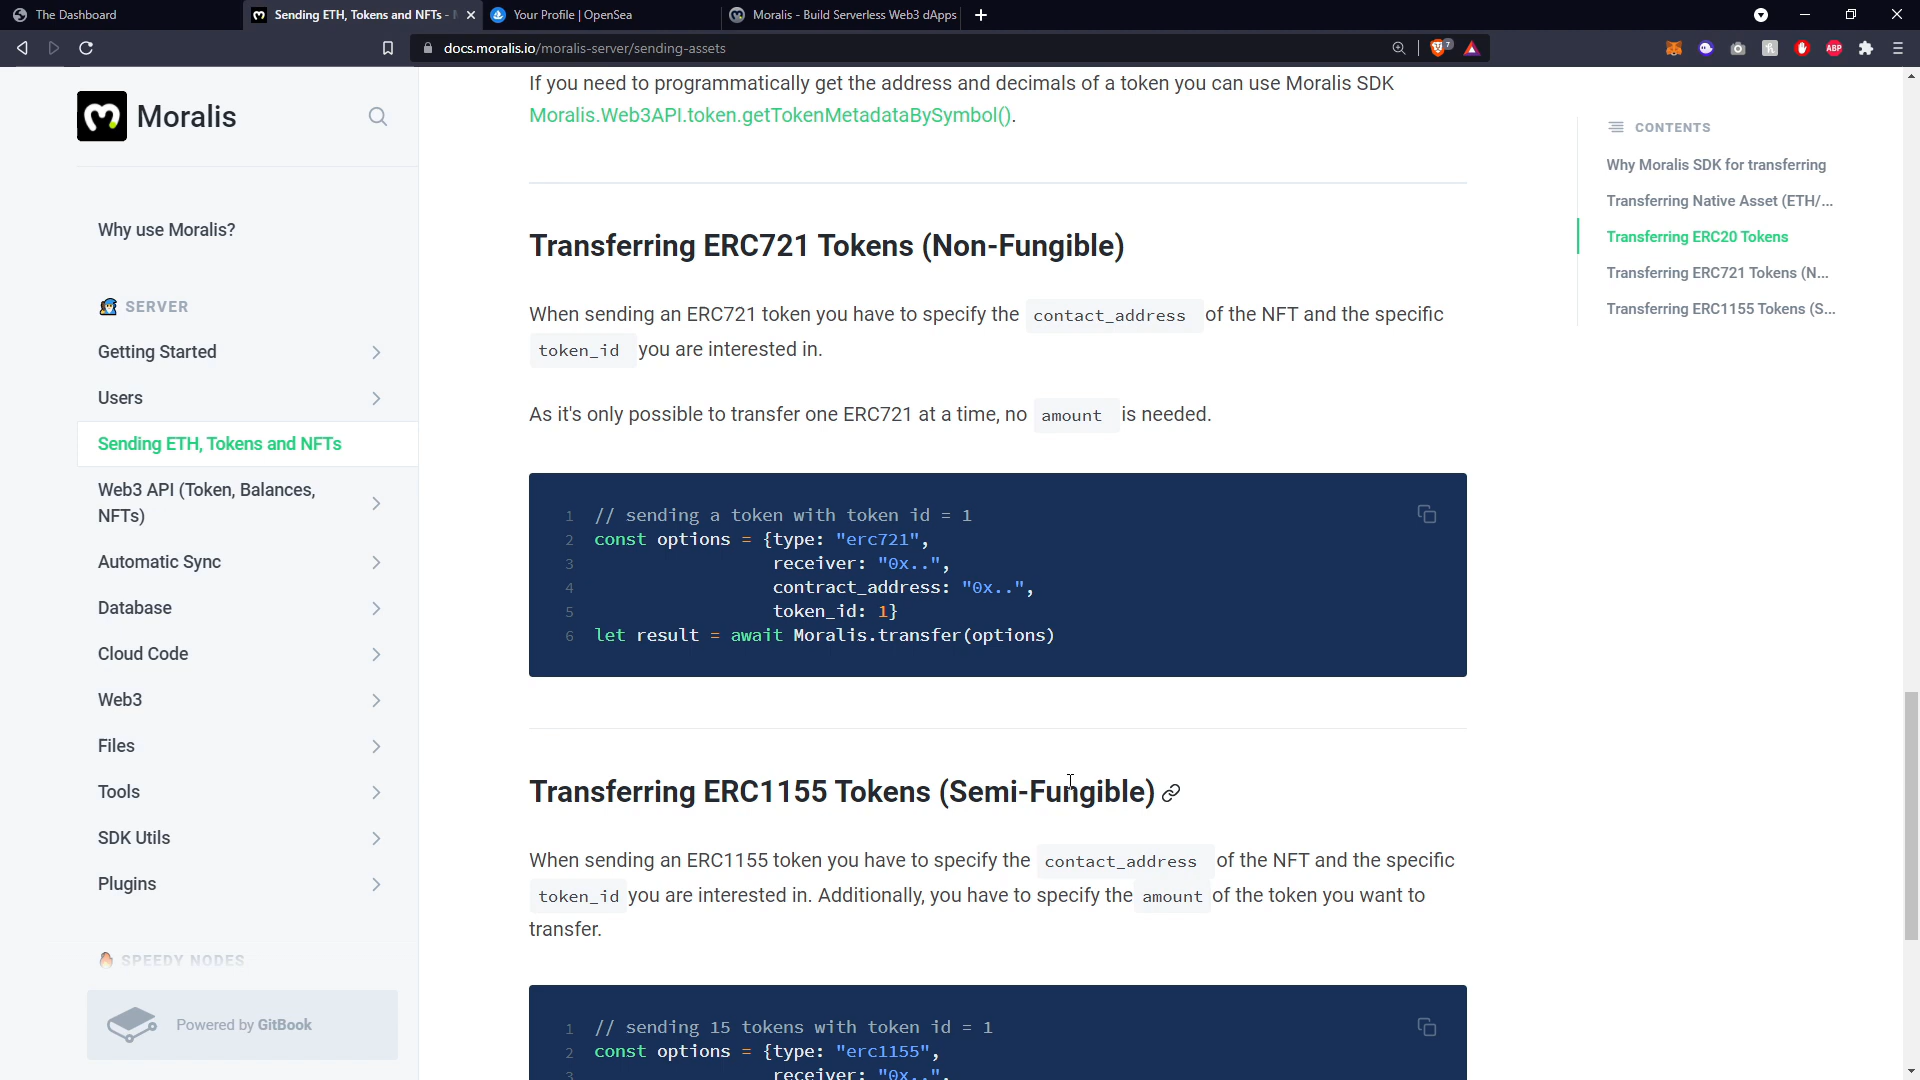 The Dashboard
Sending ETH, Tokens and NFTs -
Your Profile | OpenSea
Moralis - Build Serverless Web3 dApps
docs.moralis.io/moralis-server/sending-assets
7
ABP
Moralis
Why use Moralis?
SERVER
Getting Started
Users
Sending ETH, Tokens and NFTs
Web3 API (Token, Balances,
NFTs)
Automatic Sync
Database
Cloud Code
Web3
Files
Tools
SDK Utils
Plugins
SPEEDY NODES
Powered by GitBook
If you need to programmatically get the address and decimals of a token you can use Moralis SDK
Moralis.Web3API.token.getTokenMetadataBySymbol().
Transferring ERC721 Tokens (Non-Fungible)
When sending an ERC721 token you have to specify the contact_address of the NFT and the specific
token_id you are interested in.
As it's only possible to transfer one ERC721 at a time, no amount is needed.
1 // sending a token with token id = 1
2 const options = {type: "erc721",
3 receiver: "0x..",
4 contract_address: "0x..",
5 token_id: 1}
6 let result = await Moralis.transfer(options)
Transferring ERC1155 Tokens (Semi-Fungible)
When sending an ERC1155 token you have to specify the contact_address of the NFT and the specific
token_id you are interested in. Additionally, you have to specify the amount of the token you want to
transfer.
1 // sending 15 tokens with token id = 1
2 const options = {type: "erc1155",
3 receiver: "0x..",
CONTENTS
Why Moralis SDK for transferring
Transferring Native Asset (ETH/...
Transferring ERC20 Tokens
Transferring ERC721 Tokens (N...
Transferring ERC1155 Tokens (S...